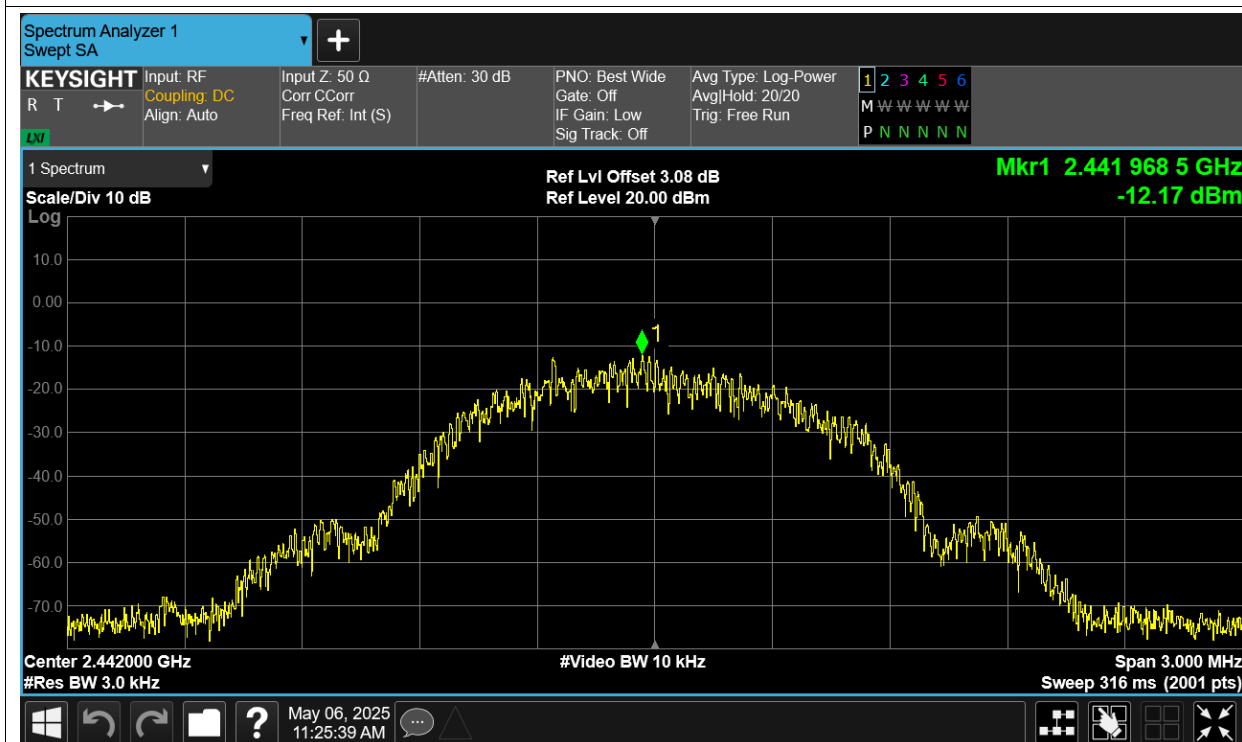 Spectrum Analyzer 1
Swept SA
KEYSIGHT
R T
LXI
Input: RF
Coupling: DC
Align: Auto
Input Z: 50 Ω
Corr CCorr
Freq Ref: Int (S)
#Atten: 30 dB
PNO: Best Wide
Gate: Off
IF Gain: Low
Sig Track: Off
Avg Type: Log-Power
Avg|Hold: 20/20
Trig: Free Run
1 2 3 4 5 6
M W W W W W W
P N N N N N N
1 Spectrum
Scale/Div 10 dB
Log
Ref Lvl Offset 3.08 dB
Ref Level 20.00 dBm
Mkr1 2.441 968 5 GHz
-12.17 dBm
10.0
0.00
-10.0
-20.0
-30.0
-40.0
-50.0
-60.0
-70.0
1
Center 2.442000 GHz
#Res BW 3.0 kHz
#Video BW 10 kHz
Span 3.000 MHz
Sweep 316 ms (2001 pts)
?
May 06, 2025
11:25:39 AM